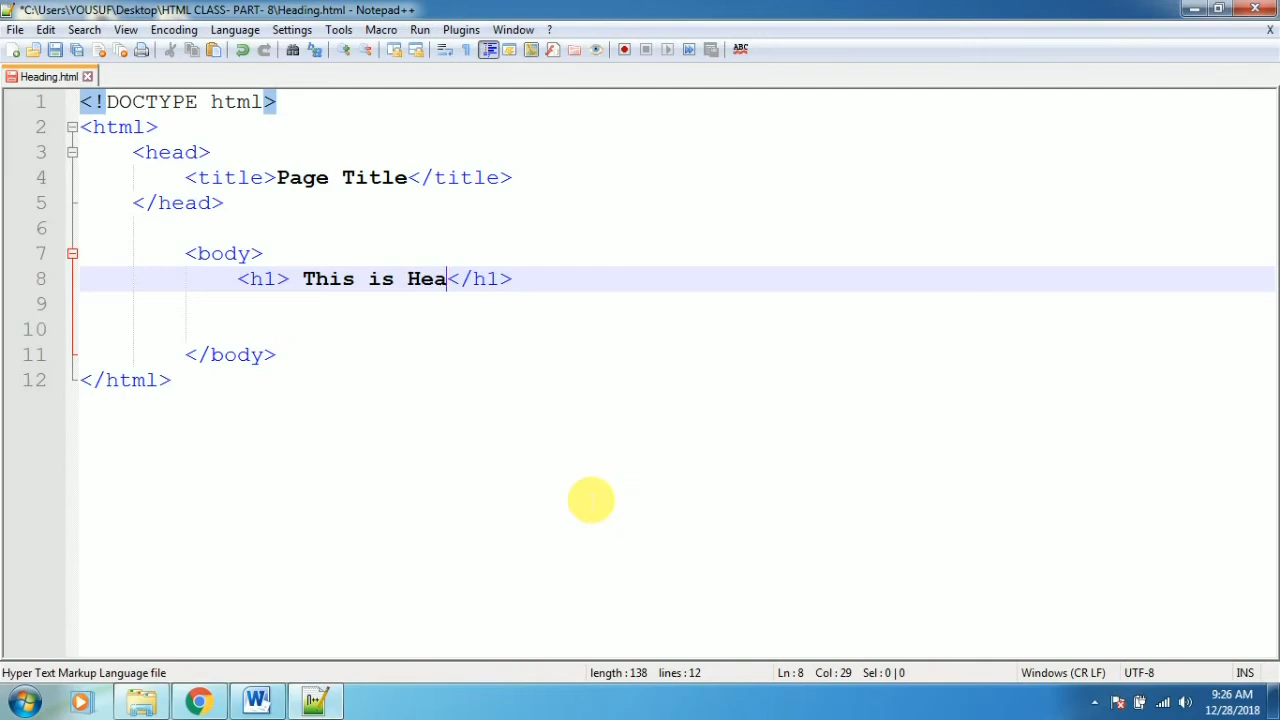 *C:\Users\YOUSUF\Desktop\HTML CLASS- PART- 8\Heading.html - Notepad++
File Edit Search View Encoding Language Settings Tools Macro Run Plugins Window ? X
ABC
Heading.html
1 <!DOCTYPE html>
2 <html>
3 <head>
4 <title>Page Title</title>
5 </head>
6
7 <body>
8 <h1> This is Hea</h1>
9
10
11 </body>
12 </html>
Hyper Text Markup Language file length : 138 lines : 12 Ln : 8 Col : 29 Sel : 0 | 0 Windows (CR LF) UTF-8 INS
9:26 AM
12/28/2018